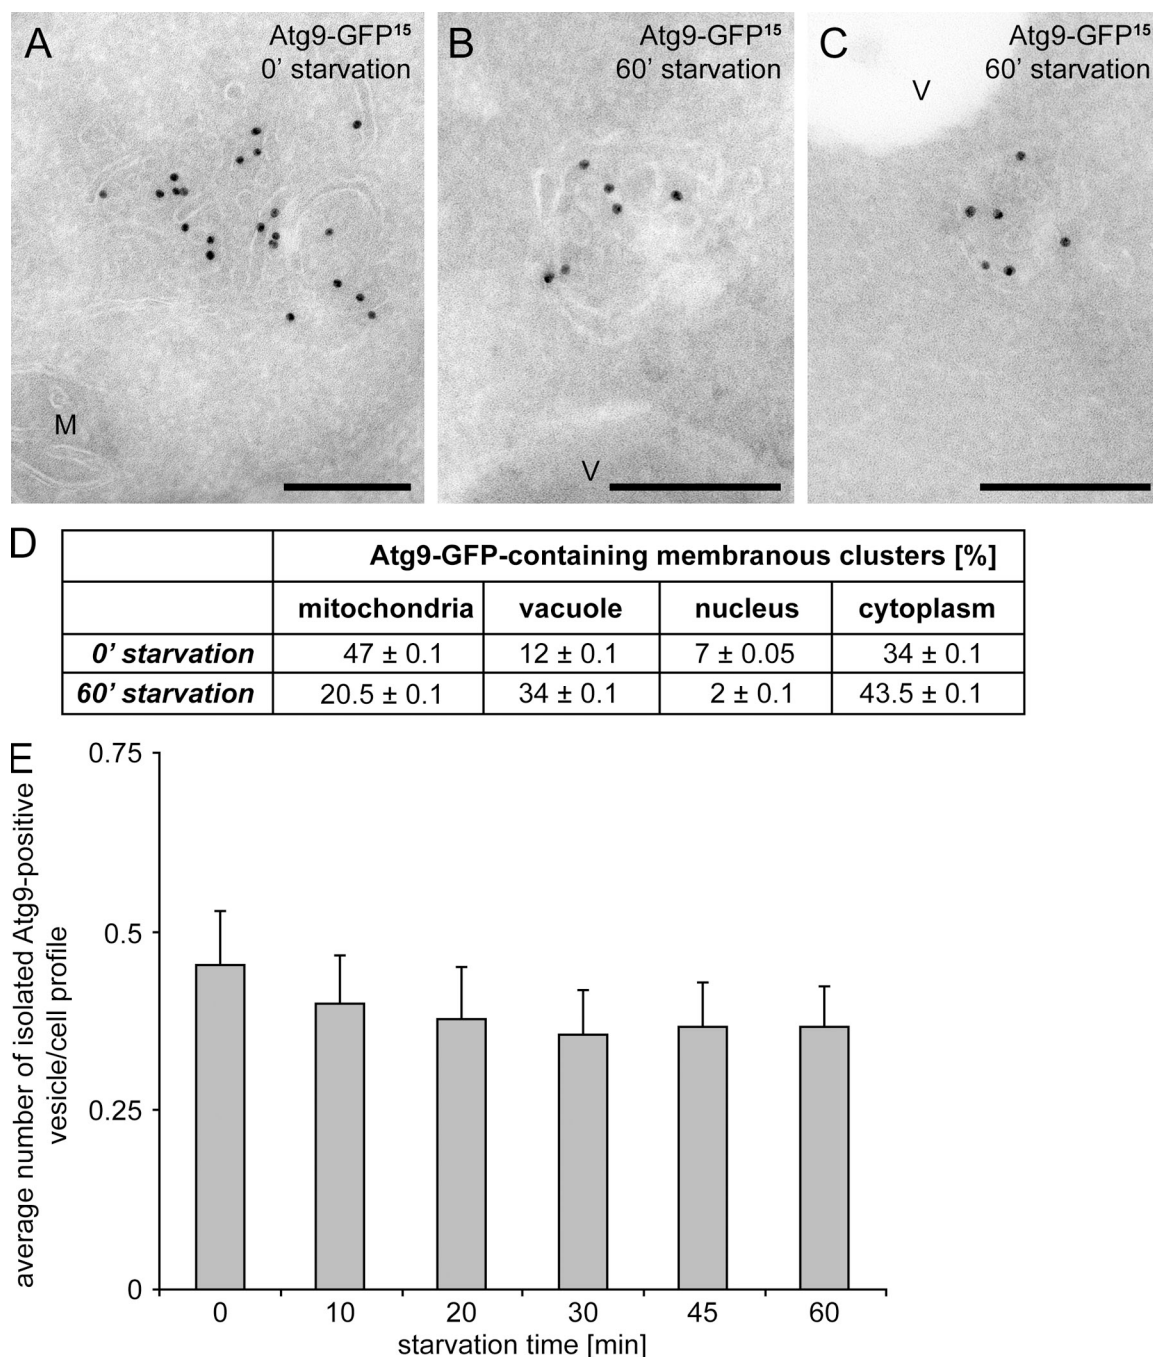 A
Atg9-GFP¹⁵
0’ starvation
M
B
Atg9-GFP¹⁵
60’ starvation
V
C
Atg9-GFP¹⁵
60’ starvation
V
D
Atg9-GFP-containing membranous clusters [%]
mitochondria vacuole nucleus cytoplasm
0’ starvation 47 ± 0.1 12 ± 0.1 7 ± 0.05 34 ± 0.1
60’ starvation 20.5 ± 0.1 34 ± 0.1 2 ± 0.1 43.5 ± 0.1
E
average number of isolated Atg9-positive
vesicle/cell profile
0.75
0.5
0.25
0
0 10 20 30 45 60
starvation time [min]